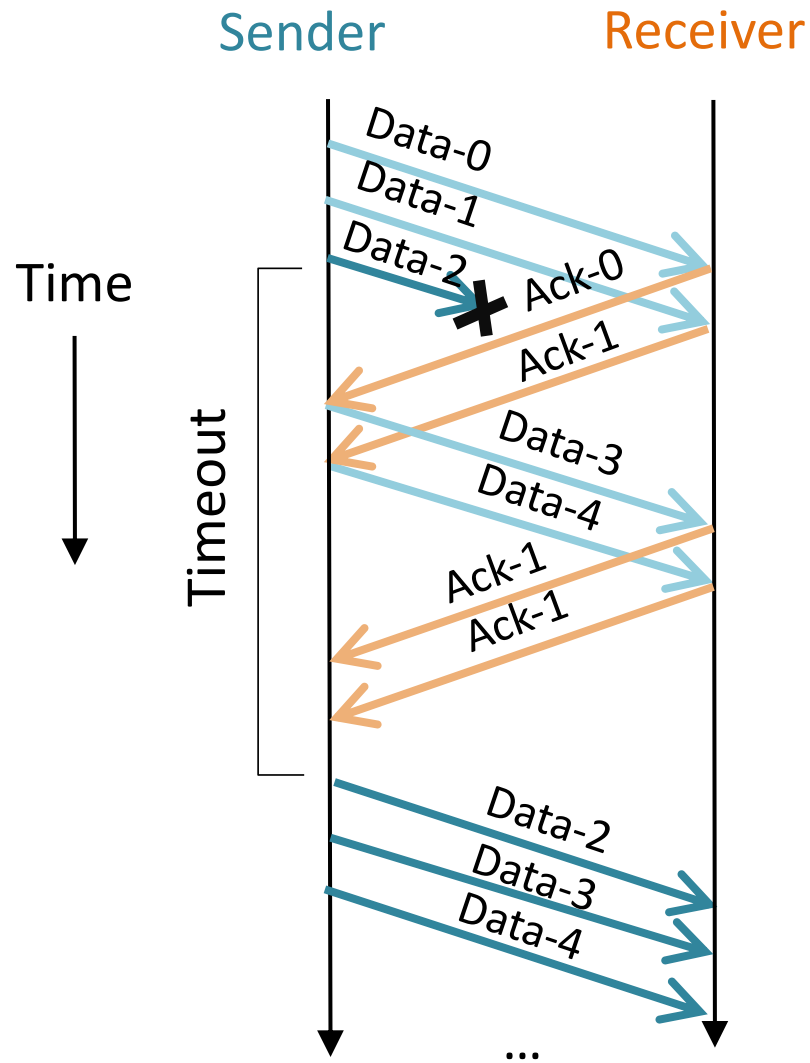 Sender
Receiver
Data-0
Data-1
Data-2
Ack-0
Time
Ack-1
Timeout
Data-3
Data-4
Ack-1
Ack-1
Data-2
Data-3
Data-4
...